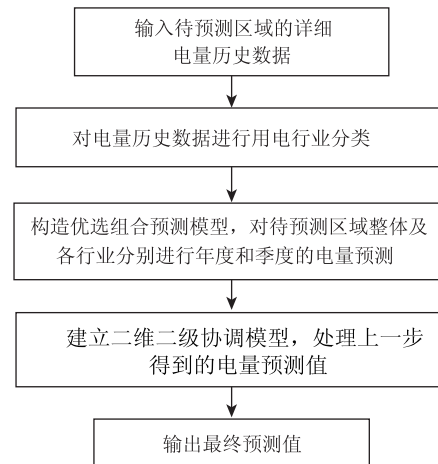 输入待预测区域的详细
电量历史数据
对电量历史数据进行用电行业分类
构造优选组合预测模型，对待预测区域整体及
各行业分别进行年度和季度的电量预测
建立二维二级协调模型，处理上一步
得到的电量预测值
输出最终预测值